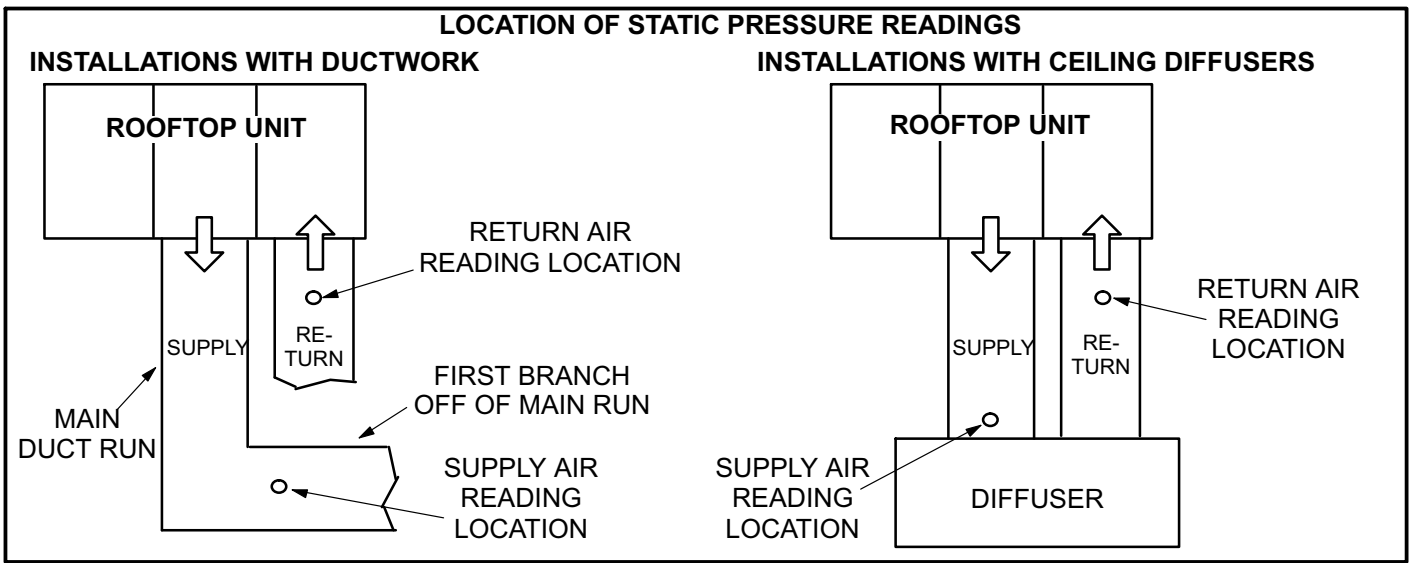 LOCATION OF STATIC PRESSURE READINGS
INSTALLATIONS WITH DUCTWORK
ROOFTOP UNIT
RETURN AIR
READING LOCATION
SUPPLY
RE-
TURN
FIRST BRANCH
OFF OF MAIN RUN
MAIN
DUCT RUN
SUPPLY AIR
READING
LOCATION
INSTALLATIONS WITH CEILING DIFFUSERS
ROOFTOP UNIT
RETURN AIR
READING
LOCATION
SUPPLY
RE-
TURN
SUPPLY AIR
READING
LOCATION
DIFFUSER